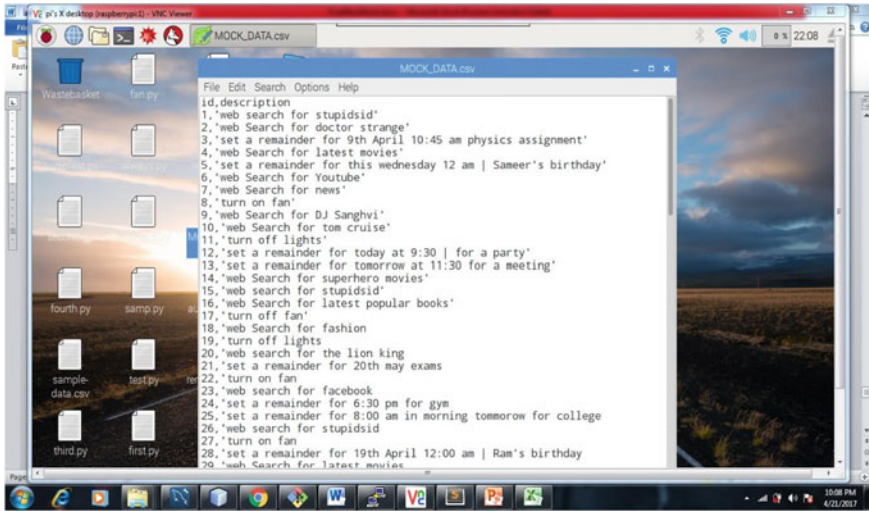 pi's X desktop (raspberrypi:1) - VNC Viewer
MOCK_DATA.csv
0 %
22:08
Paste
Wastebasket
fan.py
MOCK_DATA.csv
File Edit Search Options Help
id,description
1,'web search for stupidsid'
2,'web Search for doctor strange'
3,'set a remainder for 9th April 10:45 am physics assignment'
4,'web Search for latest movies'
5,'set a remainder for this wednesday 12 am | Sameer's birthday'
6,'web Search for Youtube'
7,'web Search for news'
8,'turn on fan'
9,'web Search for DJ Sanghvi'
10,'web Search for tom cruise'
11,'turn off lights'
12,'set a remainder for today at 9:30 | for a party'
13,'set a remainder for tomorrow at 11:30 for a meeting'
14,'web Search for superhero movies'
15,'web search for stupidsid'
16,'web Search for latest popular books'
17,'turn off fan'
18,'web Search for fashion
19,'turn off lights
20,'web search for the lion king
21,'set a remainder for 20th may exams
22,'turn on fan
23,'web search for facebook
24,'set a remainder for 6:30 pm for gym
25,'set a remainder for 8:00 am in morning tommorow for college
26,'web search for stupidsid
27,'turn on fan
28,'set a remainder for 19th April 12:00 am | Ram's birthday
29,'web Search for latest movies
fourth.py
samp.py
sample-
data.csv
test.py
third.py
first.py
Page
10:08 PM
4/21/2017